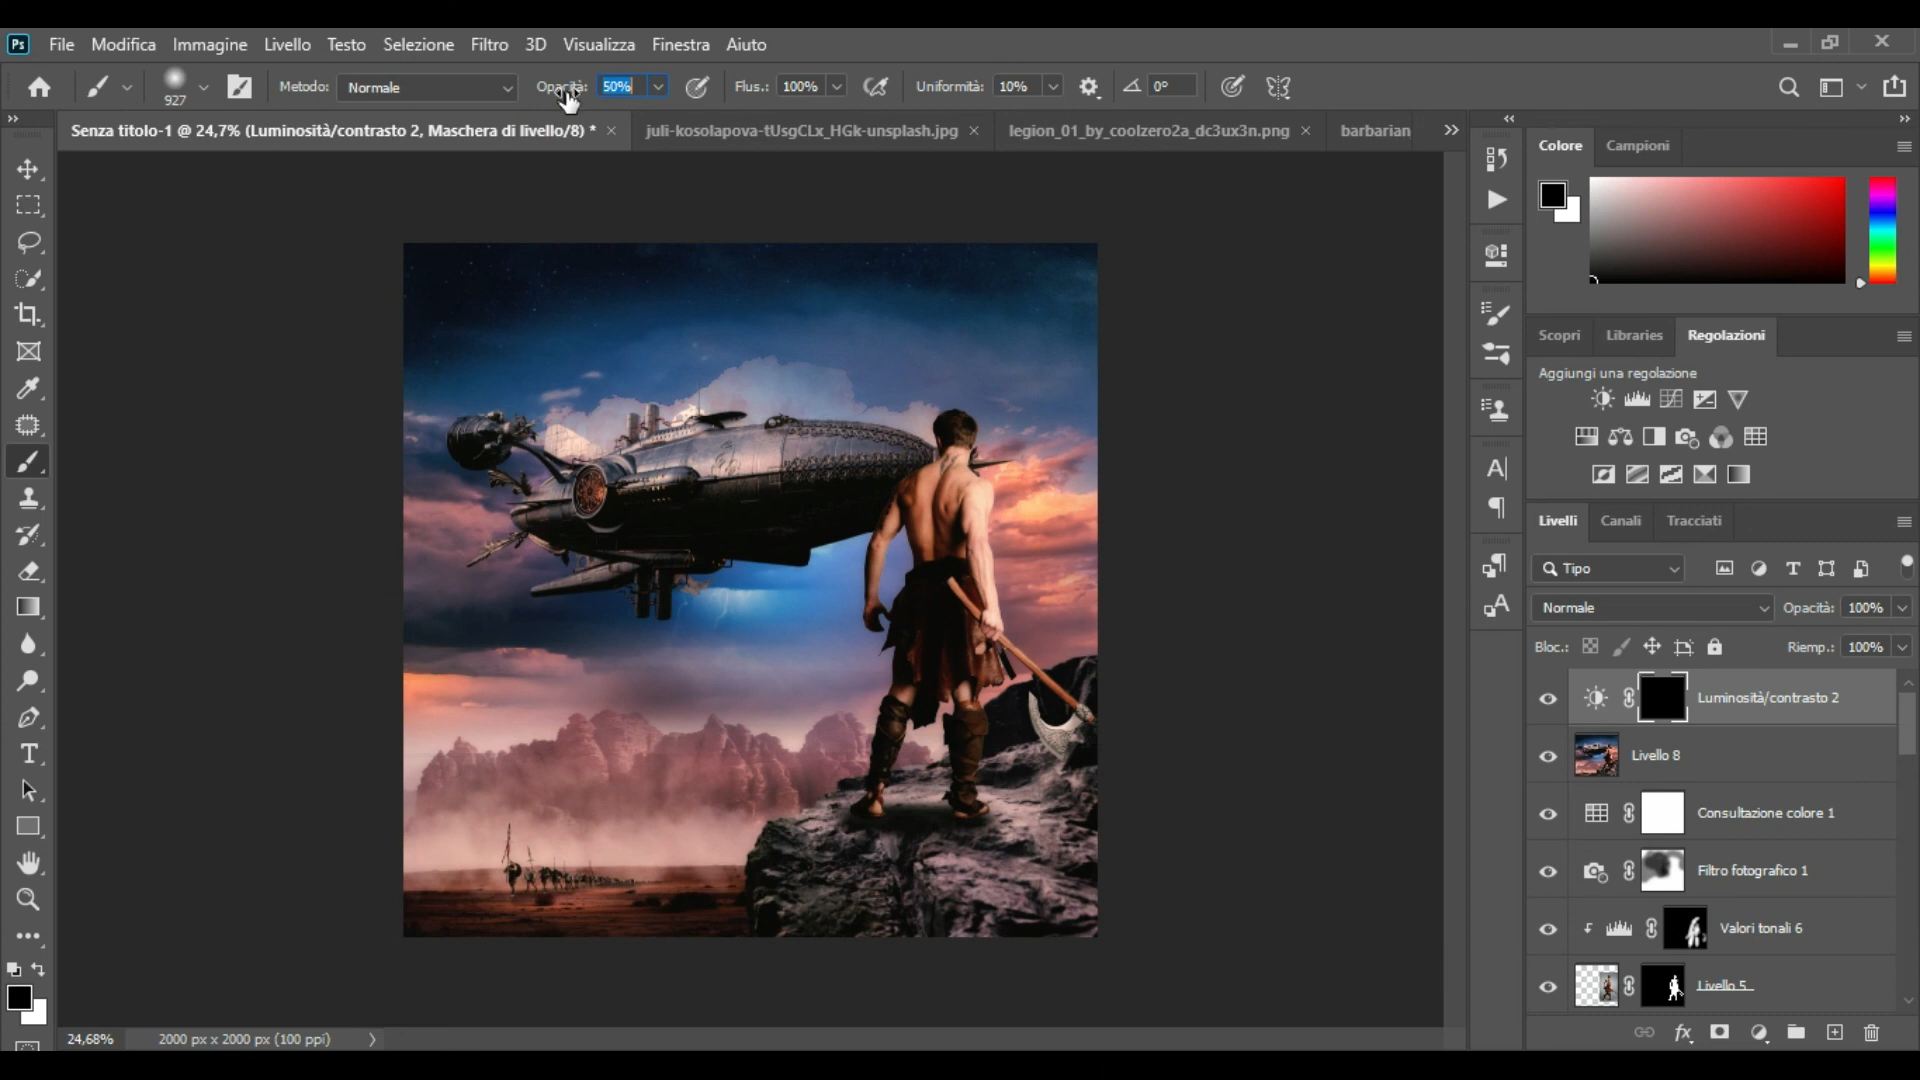 Ps File Modifica Immagine Livello Testo Selezione Filtro 3D Visualizza Finestra Aiuto
927 Metodo: Normale Opacità: 50% Flus.: 100% Uniformità: 10% 0°
Senza titolo-1 @ 24,7% (Luminosità/contrasto 2, Maschera di livello/8) * juli-kosolapova-tUsgCLx_HGk-unsplash.jpg legion_01_by_coolzero2a_dc3ux3n.png barbarian
Colore Campioni
Scopri Libraries Regolazioni
Aggiungi una regolazione
Livelli Canali Tracciati
Tipo
Normale Opacità: 100%
Bloc.: Riemp.: 100%
Luminosità/contrasto 2
Livello 8
Consultazione colore 1
Filtro fotografico 1
Valori tonali 6
Livello 5
24,68% 2000 px x 2000 px (100 ppi)